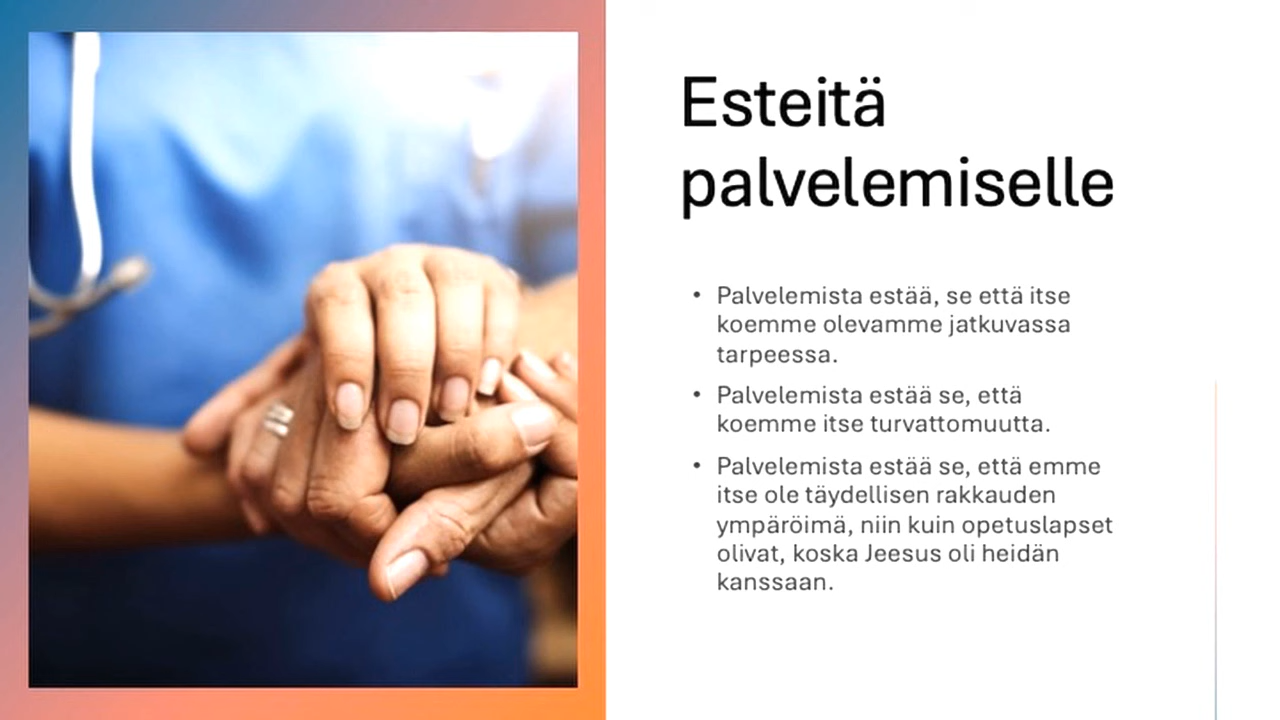 Esteitä
palvelemiselle
• Palvelemista estää, se että itse
koemme olevamme jatkuvassa
tarpeessa.
• Palvelemista estää se, että
koemme itse turvattomuutta.
• Palvelemista estää se, että emme
itse ole täydellisen rakkauden
ympäröimä, niin kuin opetuslapset
olivat, koska Jeesus oli heidän
kanssaan.